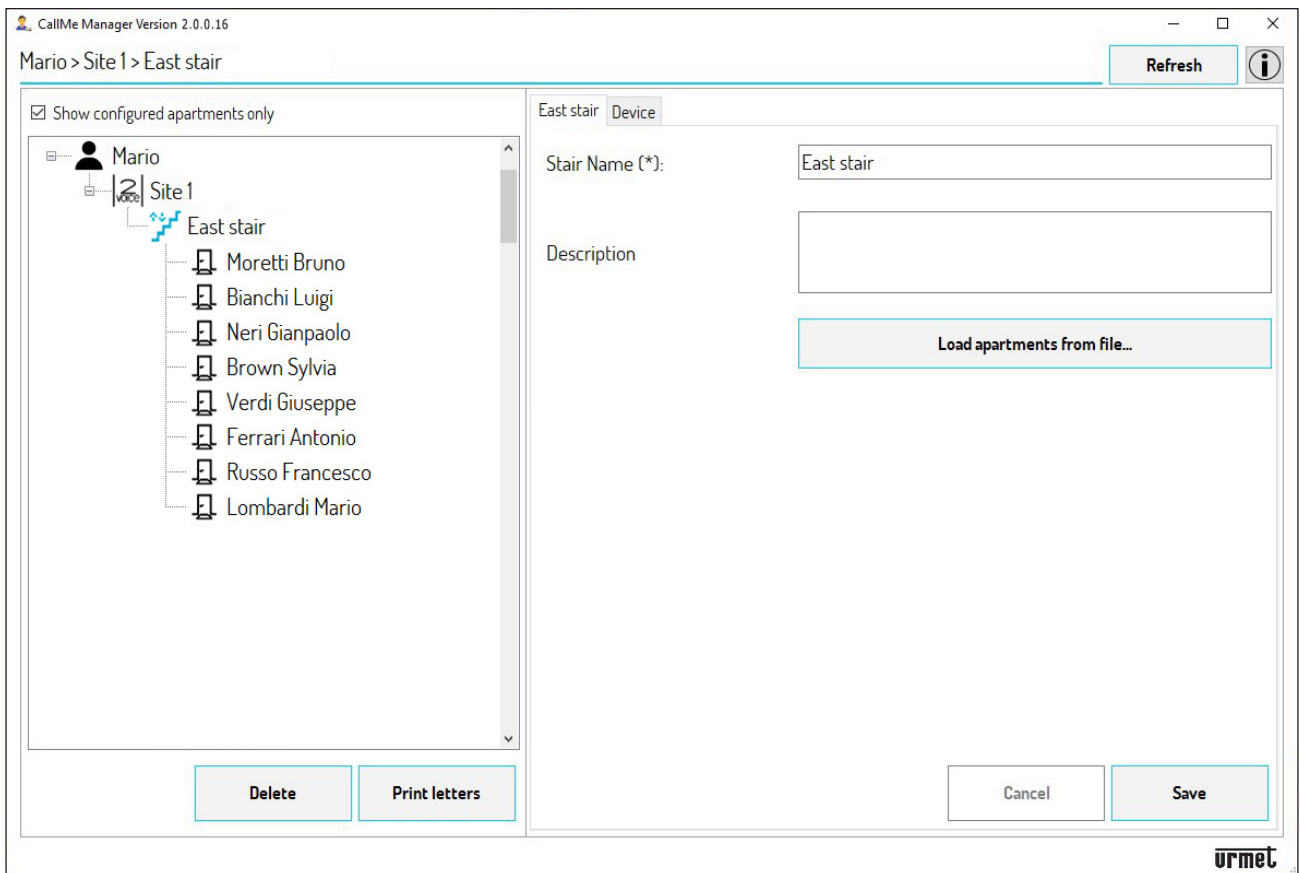 CallMe Manager Version 2.0.0.16
Mario > Site 1 > East stair
Refresh
i
Show configured apartments only
Mario
2 voice Site 1
East stair
Moretti Bruno
Bianchi Luigi
Neri Gianpaolo
Brown Sylvia
Verdi Giuseppe
Ferrari Antonio
Russo Francesco
Lombardi Mario
Delete
Print letters
East stair
Device
Stair Name (*):
East stair
Description
Load apartments from file...
Cancel
Save
urmet